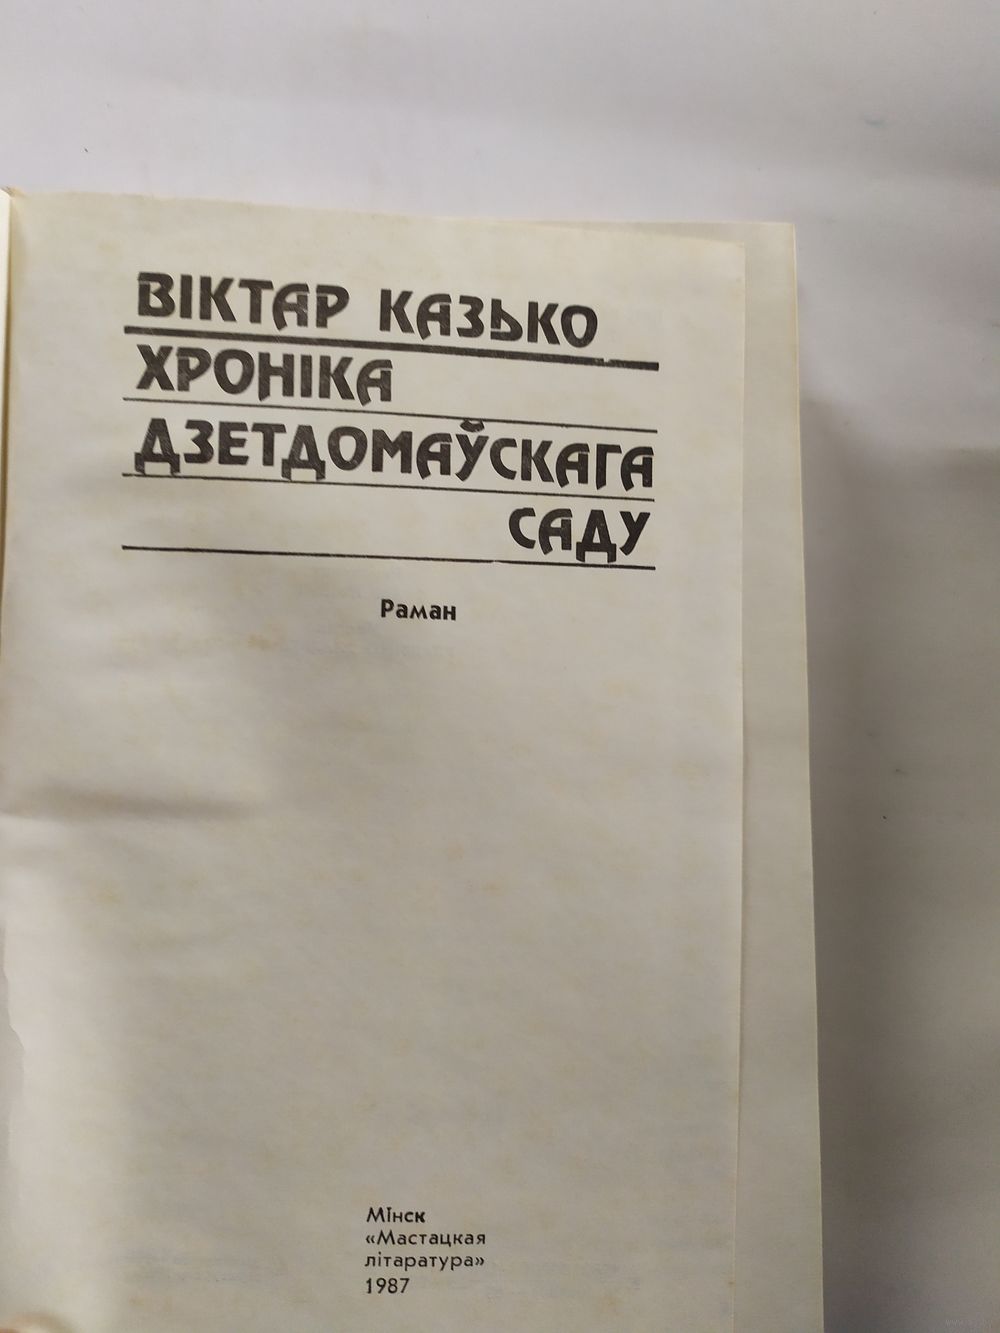 ВІКТАР КАЗЬКО
ХРОНІКА
ДЗЕТДОМАЎСКАГА
САДУ
Раман
Мінск
«Мастацкая
літаратура»
1987